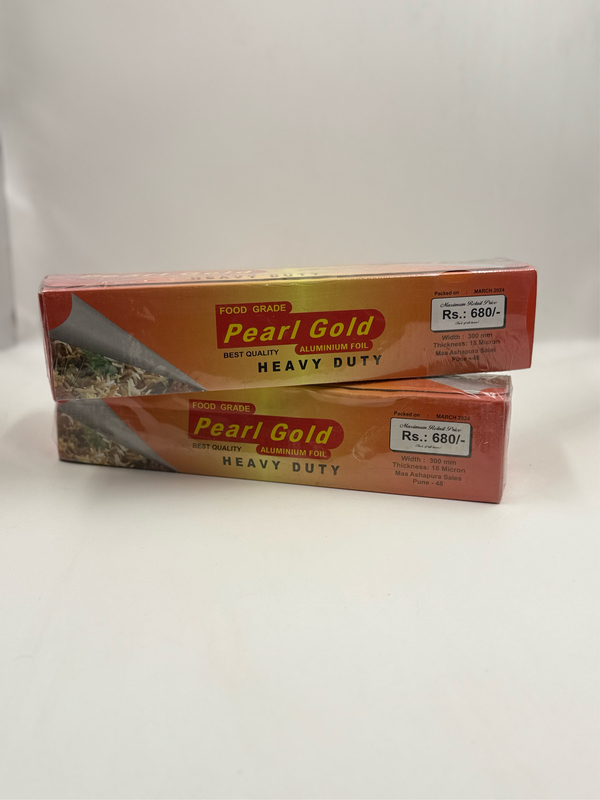 HEAVY DUTY
Packed on MARCH 2024
FOOD GRADE
Maximum Retail Price
Pearl Gold
Rs.: 680/-
BEST QUALITY ALUMINIUM FOIL
Width : 300 mm
HEAVY DUTY
Thickness: 18 Micron
Maa Ashapura Sales
Pune - 48
FOOD GRADE
Packed on MARCH 2024
Maximum Retail Price
Pearl Gold
Rs.: 680/-
BEST QUALITY ALUMINIUM FOIL
Width : 300 mm
HEAVY DUTY
Thickness: 18 Micron
Maa Ashapura Sales
Pune - 48